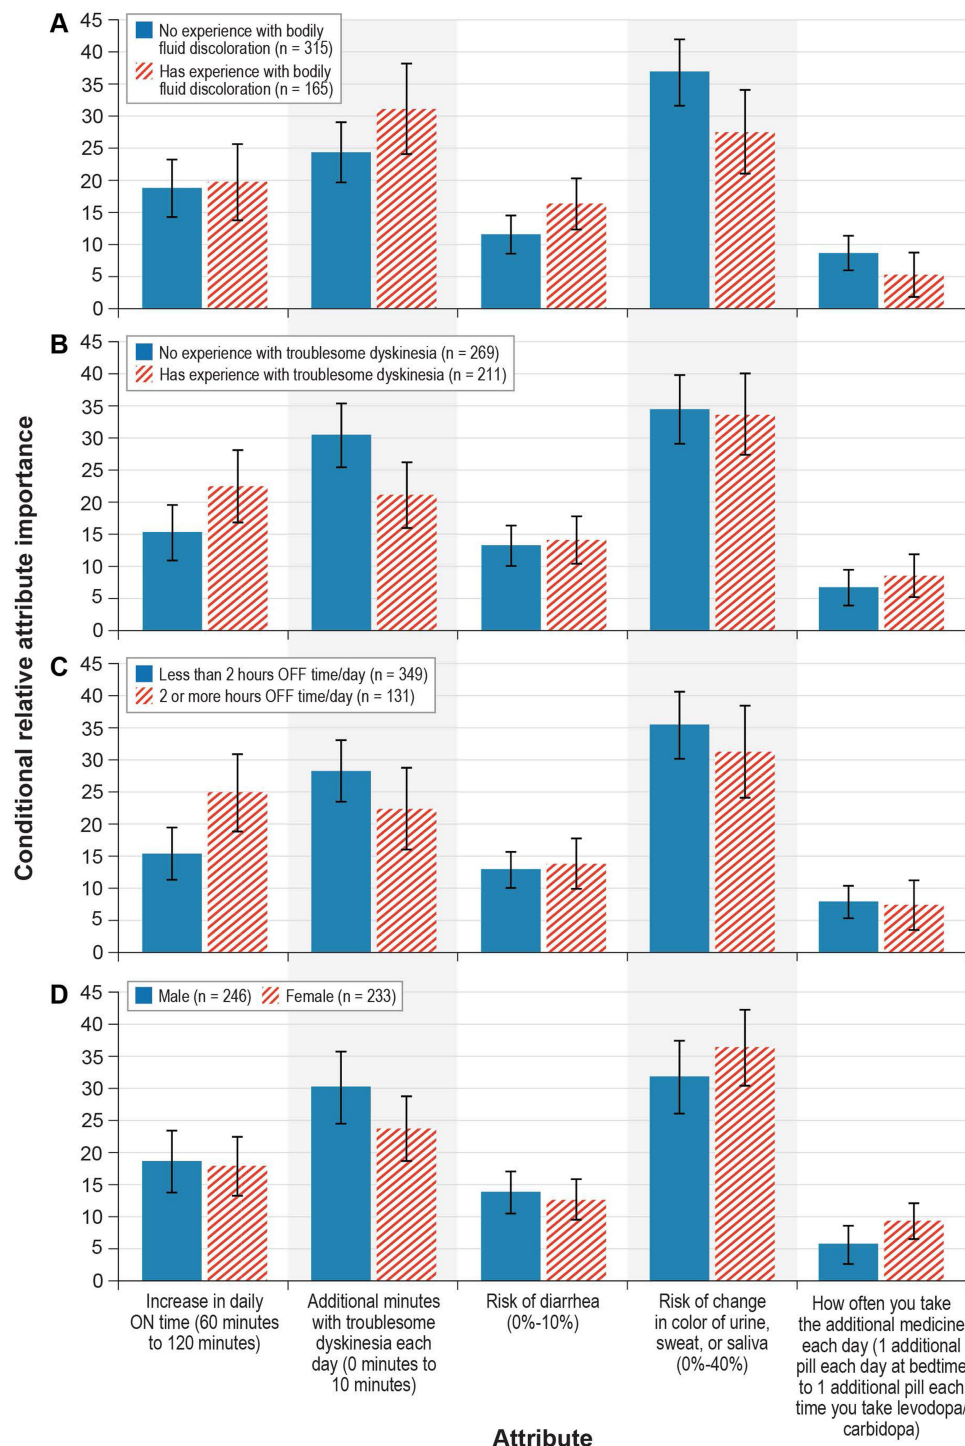 A
45
40
35
30
25
20
15
10
5
0
No experience with bodily
fluid discoloration (n = 315)
Has experience with bodily
fluid discoloration (n = 165)
B
45
40
35
30
25
20
15
10
5
0
No experience with troublesome dyskinesia (n = 269)
Has experience with troublesome dyskinesia (n = 211)
Conditional relative attribute importance
C
45
40
35
30
25
20
15
10
5
0
Less than 2 hours OFF time/day (n = 349)
2 or more hours OFF time/day (n = 131)
D
45
40
35
30
25
20
15
10
5
0
Male (n = 246) Female (n = 233)
Increase in daily
ON time (60 minutes
to 120 minutes)
Additional minutes
with troublesome
dyskinesia each
day (0 minutes to
10 minutes)
Risk of diarrhea
(0%-10%)
Risk of change
in color of urine,
sweat, or saliva
(0%-40%)
How often you take
the additional medicine
each day (1 additional
pill each day at bedtime
to 1 additional pill each
time you take levodopa/
carbidopa)
Attribute